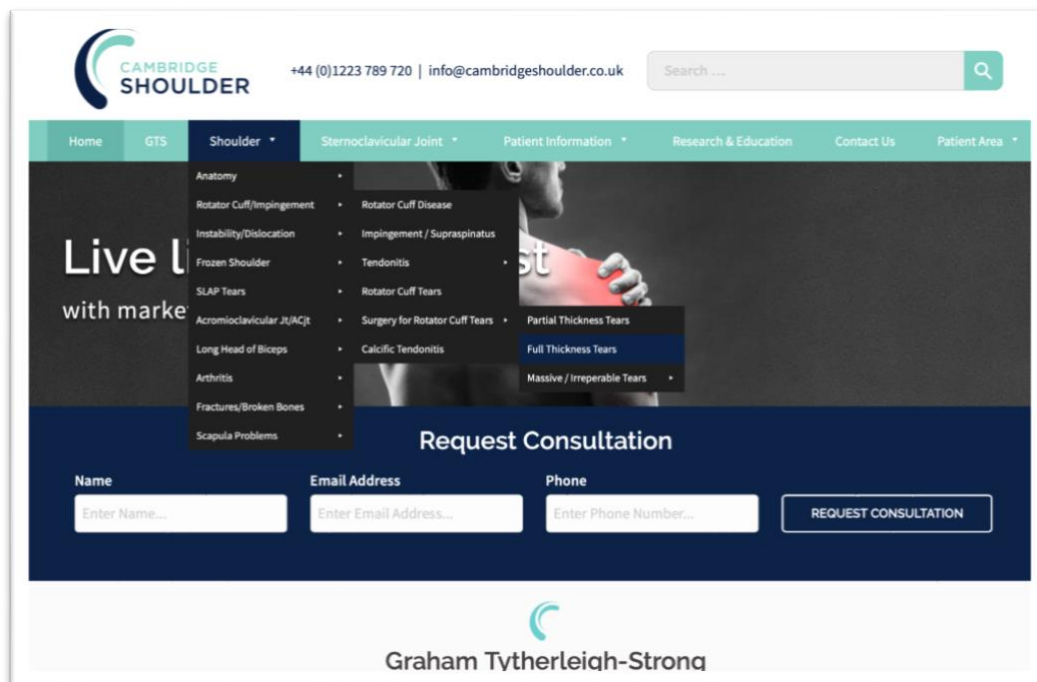 CAMBRIDGE
SHOULDER
+44 (0)1223 789 720 | info@cambridgeshoulder.co.uk
Search ...
Home GTS Shoulder Sternoclavicular Joint Patient Information Research & Education Contact Us Patient Area
Anatomy
Rotator Cuff/Impingement
Instability/Dislocation
Frozen Shoulder
SLAP Tears
Acromioclavicular Jt/ACjt
Long Head of Biceps
Arthritis
Fractures/Broken Bones
Scapula Problems
Rotator Cuff Disease
Impingement / Supraspinatus
Tendonitis
Rotator Cuff Tears
Surgery for Rotator Cuff Tears
Calcific Tendonitis
Partial Thickness Tears
Full Thickness Tears
Massive / Irreperable Tears
Live li
st
with marke
Request Consultation
Name Email Address Phone
Enter Name... Enter Email Address... Enter Phone Number... REQUEST CONSULTATION
Graham Tytherleigh-Strong